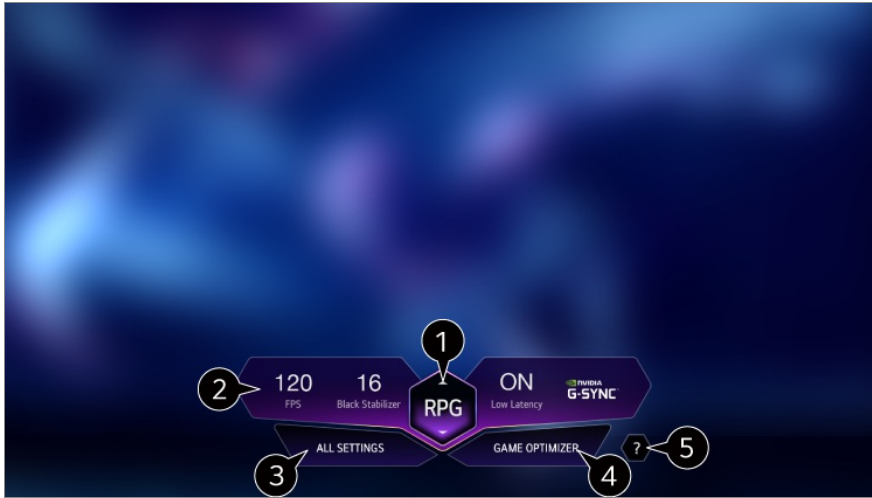 1
2
120 16 ON NVIDIA
FPS Black Stabilizer RPG Low Latency G-SYNC
3
ALL SETTINGS GAME OPTIMIZER ? 5
4